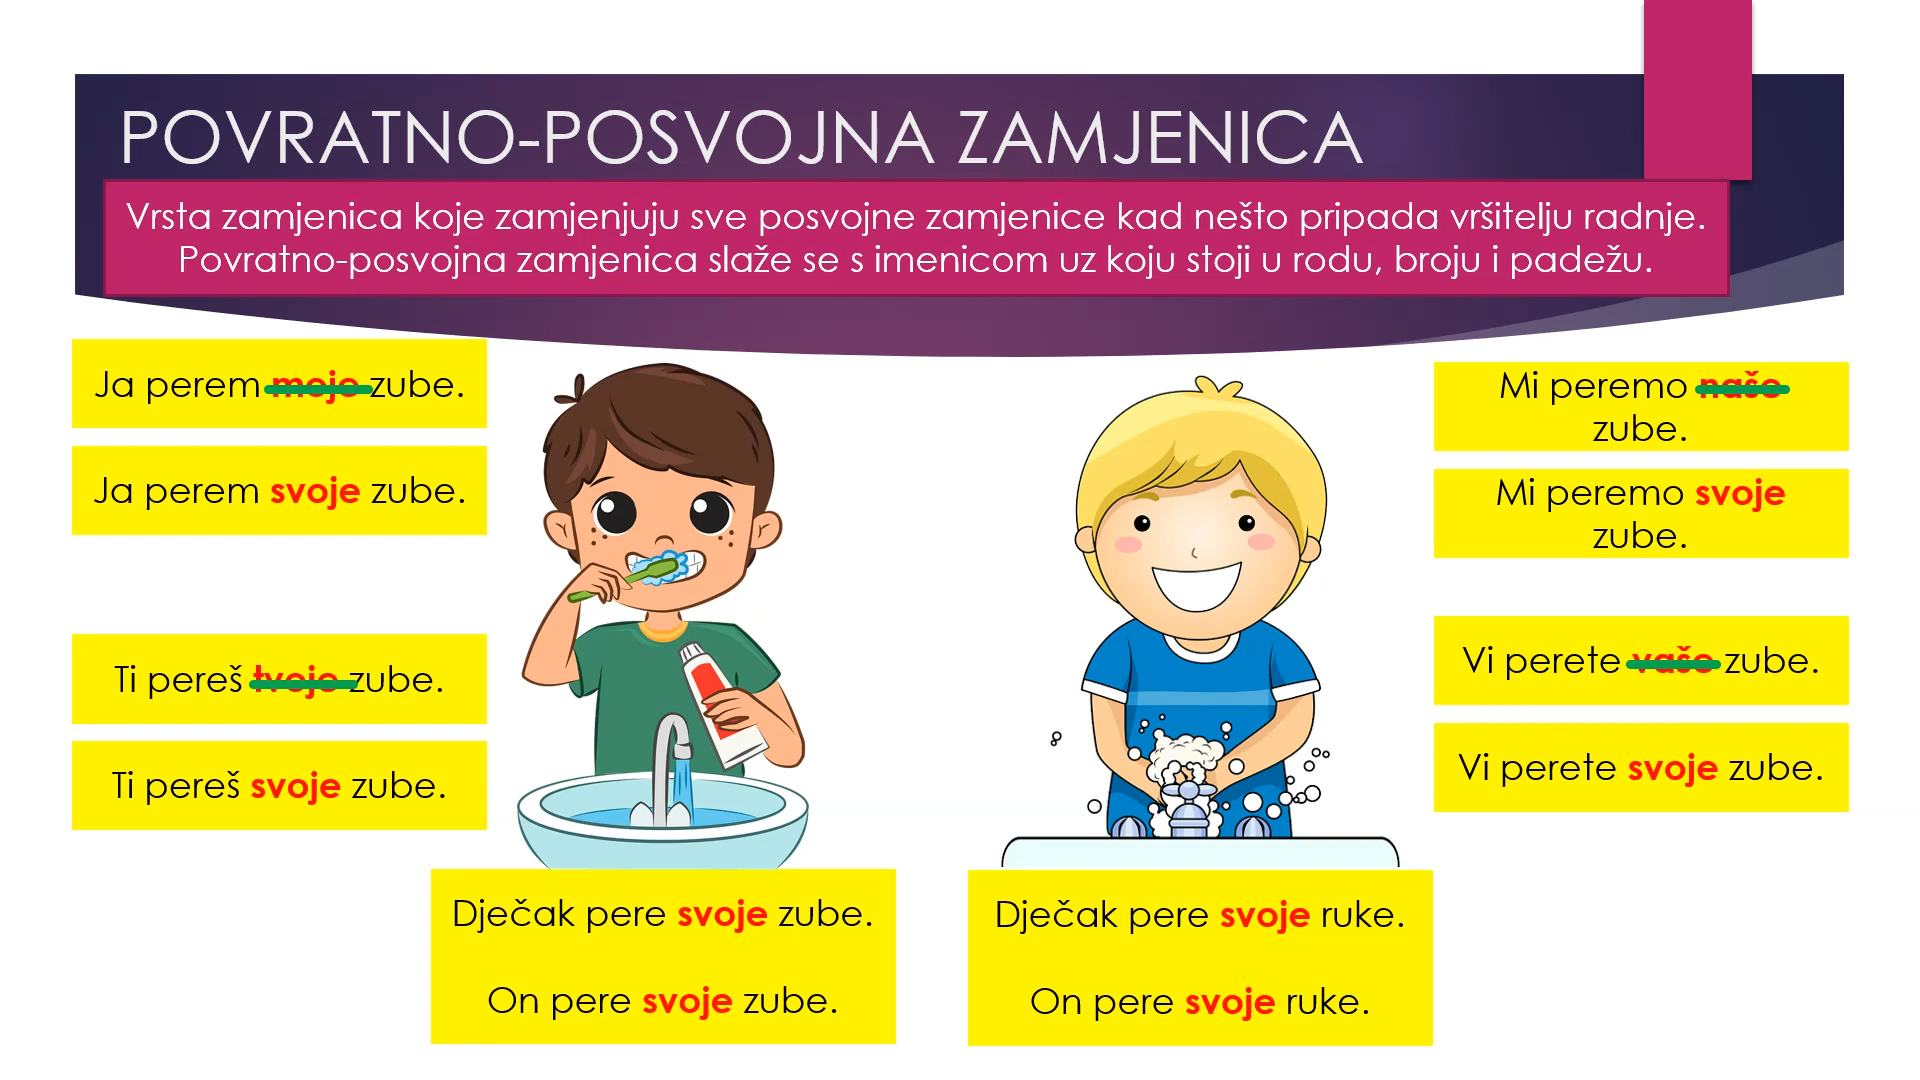 POVRATNO-POSVOJNA ZAMJENICA
Vrsta zamjenica koje zamjenjuju sve posvojne zamjenice kad nešto pripada vršitelju radnje.
Povratno-posvojna zamjenica slaže se s imenicom uz koju stoji u rodu, broju i padežu.
Ja perem moje zube.
Ja perem svoje zube.
Ti pereš tvoje zube.
Ti pereš svoje zube.
Dječak pere svoje zube.
On pere svoje zube.
Dječak pere svoje ruke.
On pere svoje ruke.
Mi peremo naše
zube.
Mi peremo svoje
zube.
Vi perete vaše zube.
Vi perete svoje zube.